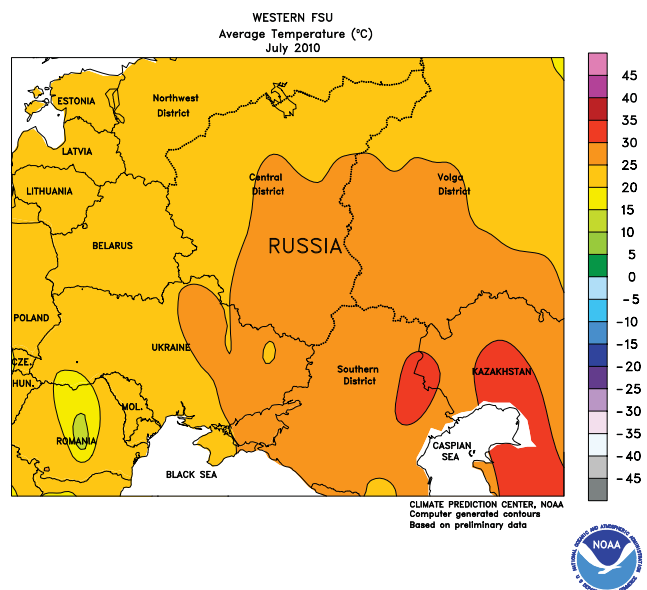 WESTERN FSU
Average Temperature (°C)
July 2010
ESTONIA
Northwest
District
LATVIA
LITHUANIA
Central
District
Volga
District
BELARUS
RUSSIA
POLAND
UKRAINE
CZE.
HUN.
MOL.
ROMANIA
Southern
District
KAZAKHSTAN
CASPIAN
SEA
BLACK SEA
45
40
35
30
25
20
15
10
5
0
-5
-10
-15
-20
-25
-30
-35
-40
-45
CLIMATE PREDICTION CENTER, NOAA
Computer generated contours
Based on preliminary data
NOAA